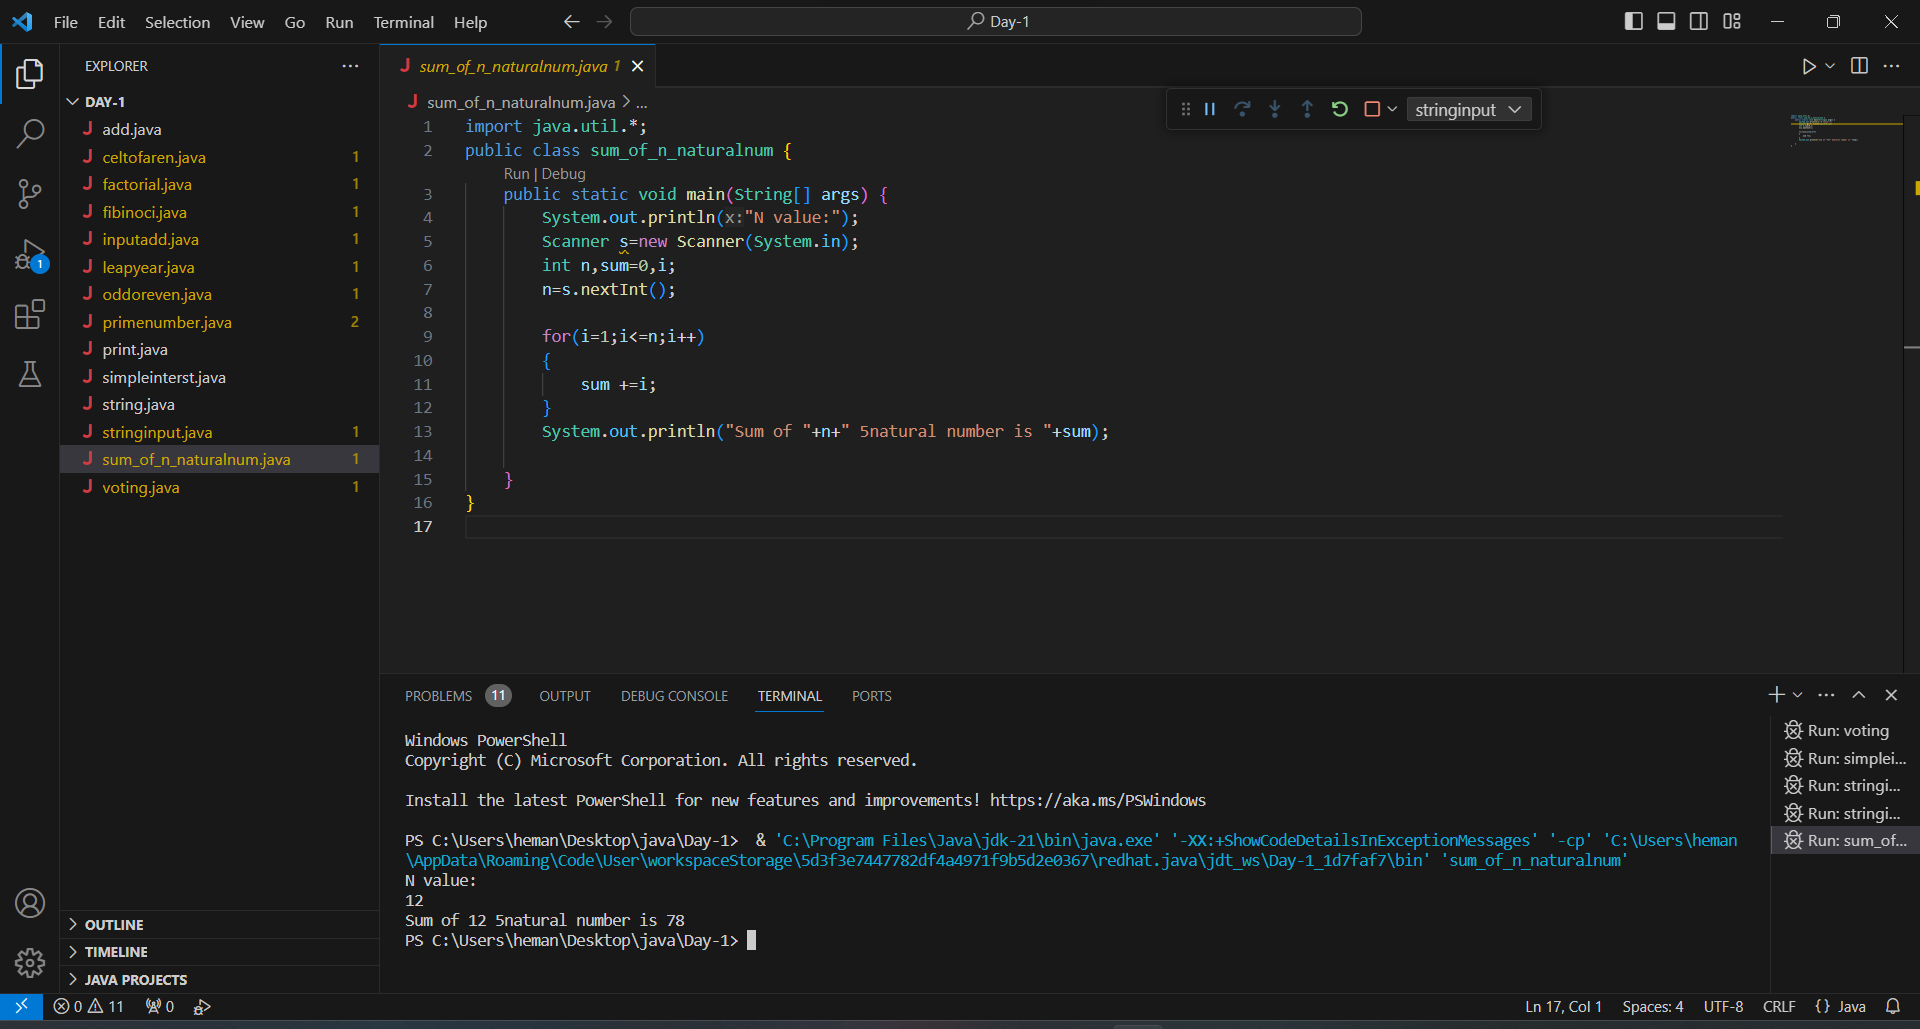 File Edit Selection View Go Run Terminal Help
Day-1
EXPLORER
DAY-1
add.java
celtofaren.java 1
factorial.java 1
fibinoci.java 1
inputadd.java 1
leapyear.java 1
oddoreven.java 1
primenumber.java 2
print.java
simpleinterst.java
string.java
stringinput.java 1
sum_of_n_naturalnum.java 1
voting.java 1
OUTLINE
TIMELINE
JAVA PROJECTS
1
J sum_of_n_naturalnum.java 1
J sum_of_n_naturalnum.java > ...
stringinput
1 import java.util.*;
2 public class sum_of_n_naturalnum {
Run | Debug
3 public static void main(String[] args) {
4 System.out.println(x:"N value:");
5 Scanner s=new Scanner(System.in);
6 int n,sum=0,i;
7 n=s.nextInt();
8
9 for(i=1;i<=n;i++)
10 {
11 sum +=i;
12 }
13 System.out.println("Sum of "+n+" 5natural number is "+sum);
14
15 }
16 }
17
PROBLEMS 11 OUTPUT DEBUG CONSOLE TERMINAL PORTS
Windows PowerShell
Copyright (C) Microsoft Corporation. All rights reserved.
Install the latest PowerShell for new features and improvements! https://aka.ms/PSWindows
PS C:\Users\heman\Desktop\java\Day-1> & 'C:\Program Files\Java\jdk-21\bin\java.exe' '-XX:+ShowCodeDetailsInExceptionMessages' '-cp' 'C:\Users\heman
\AppData\Roaming\Code\User\workspaceStorage\5d3f3e7447782df4a4971f9b5d2e0367\redhat.java\jdt_ws\Day-1_1d7faf7\bin' 'sum_of_n_naturalnum'
N value:
12
Sum of 12 5natural number is 78
PS C:\Users\heman\Desktop\java\Day-1>
Run: voting
Run: simplei...
Run: stringi...
Run: stringi...
Run: sum_of...
0 11 0
Ln 17, Col 1 Spaces: 4 UTF-8 CRLF {} Java